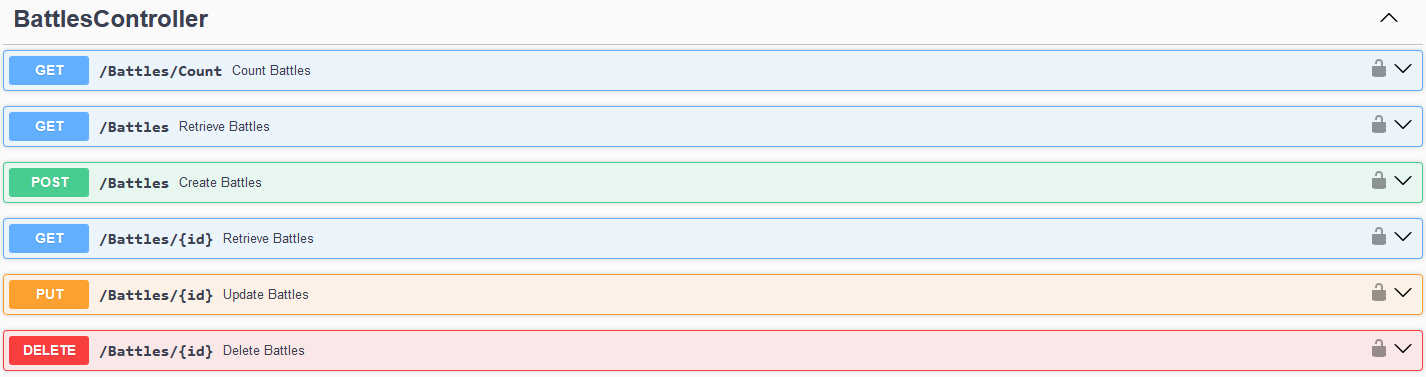 BattlesController
GET /Battles/Count Count Battles
GET /Battles Retrieve Battles
POST /Battles Create Battles
GET /Battles/{id} Retrieve Battles
PUT /Battles/{id} Update Battles
DELETE /Battles/{id} Delete Battles